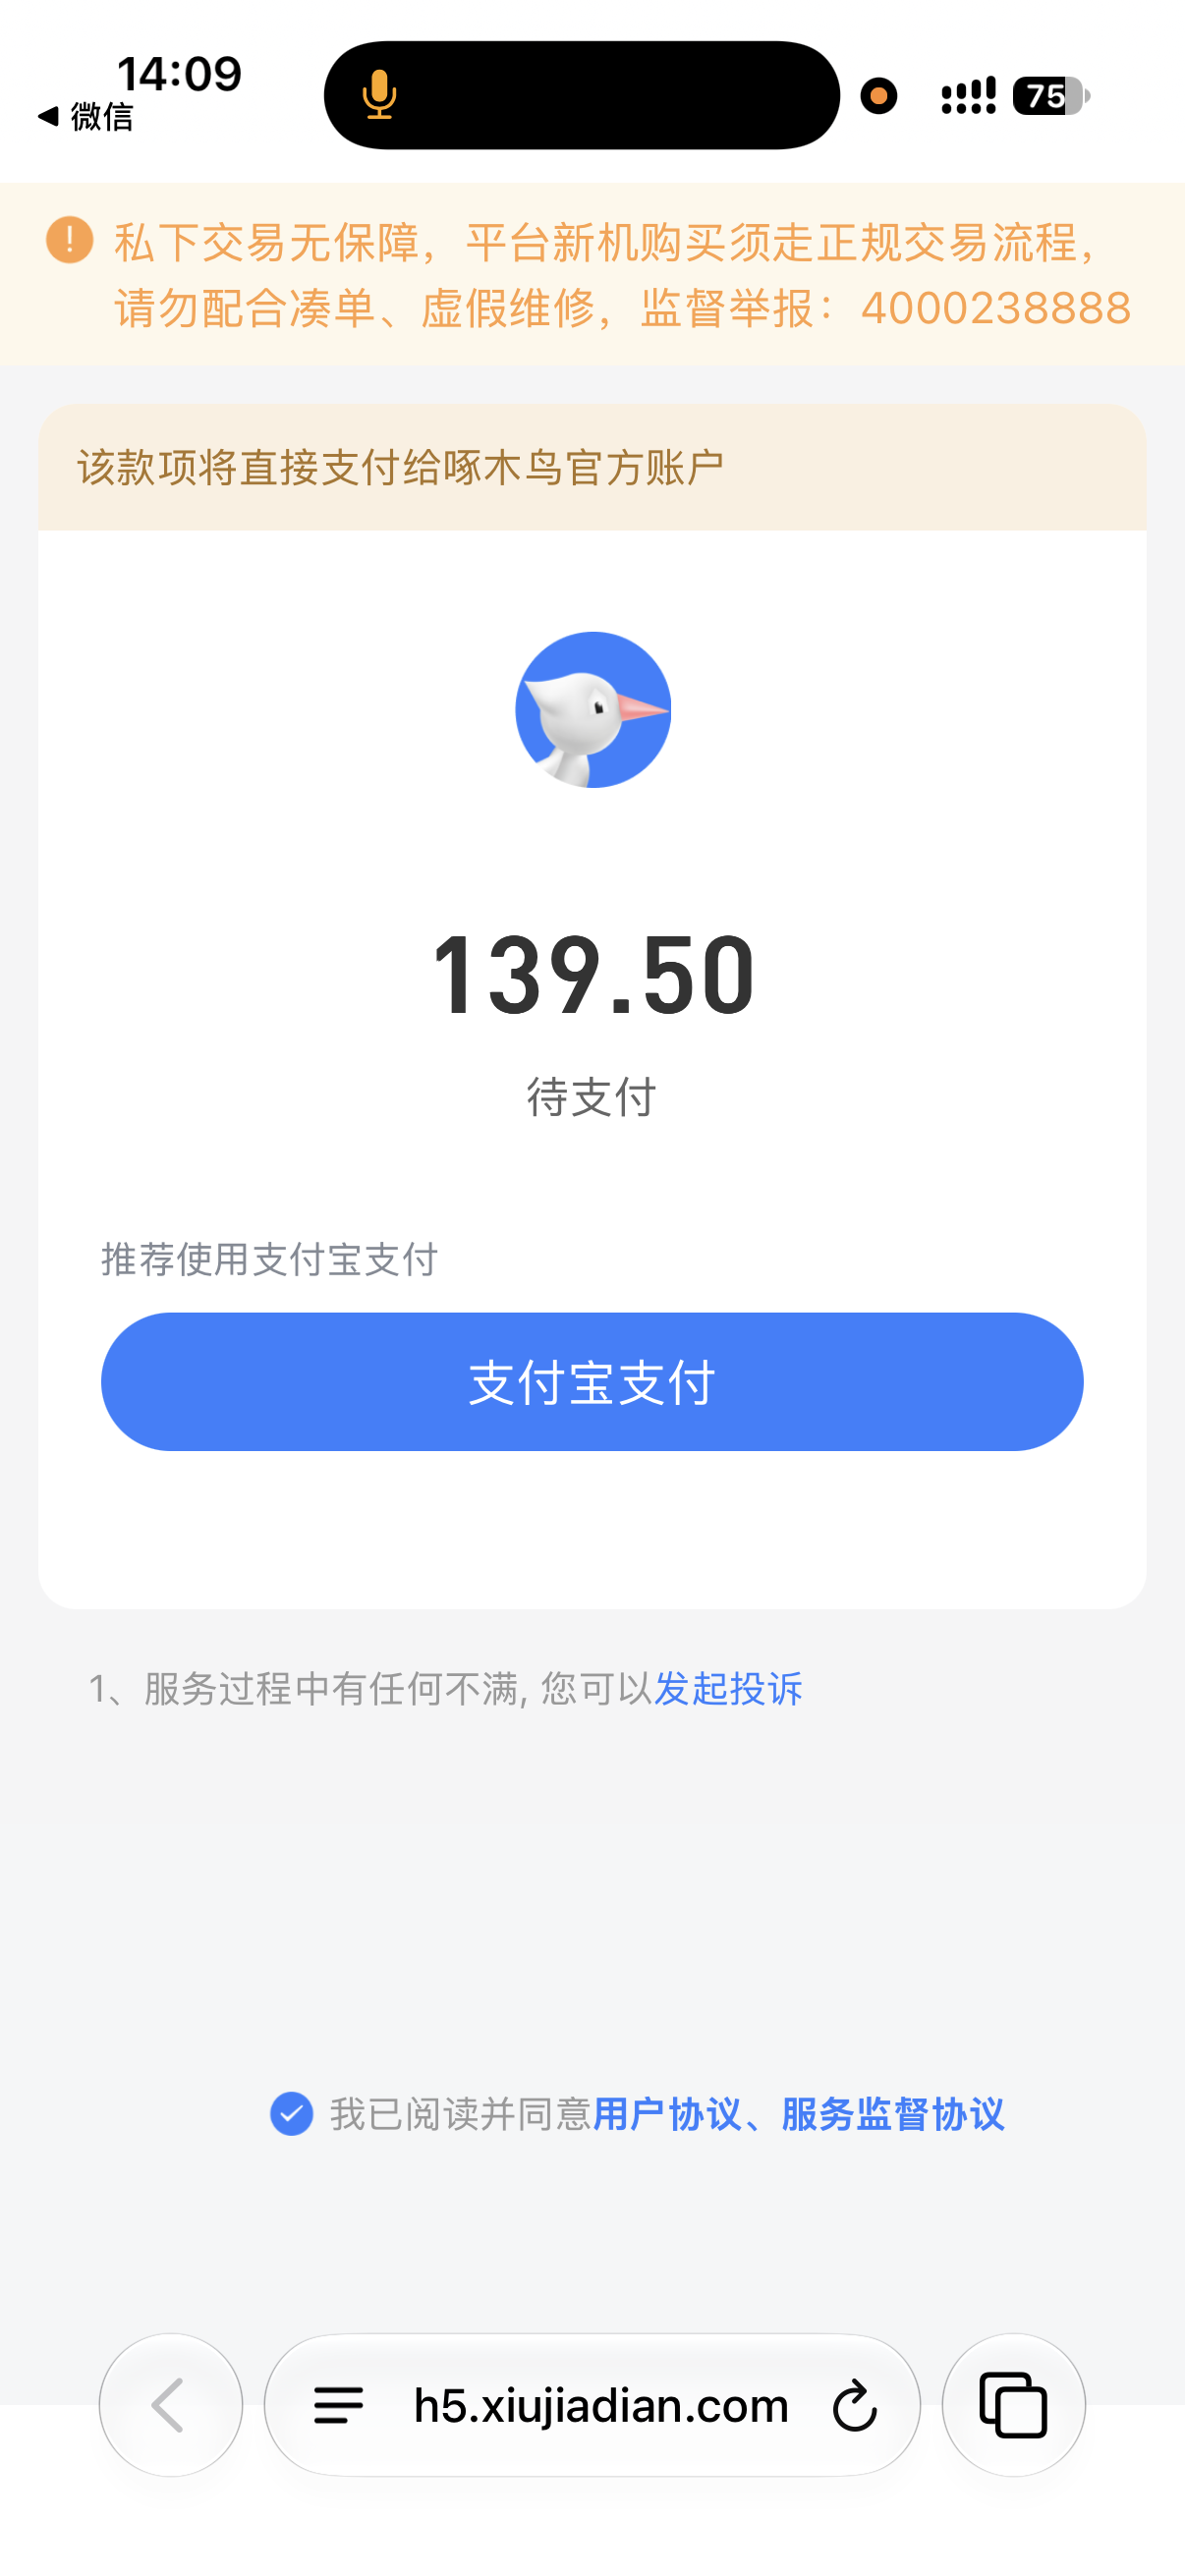 14:09
微信
75
私下交易无保障，平台新机购买须走正规交易流程，
请勿配合凑单、虚假维修，监督举报：4000238888
该款项将直接支付给啄木鸟官方账户
139.50
待支付
推荐使用支付宝支付
支付宝支付
1、服务过程中有任何不满, 您可以发起投诉
我已阅读并同意用户协议、服务监督协议
h5.xiujiadian.com